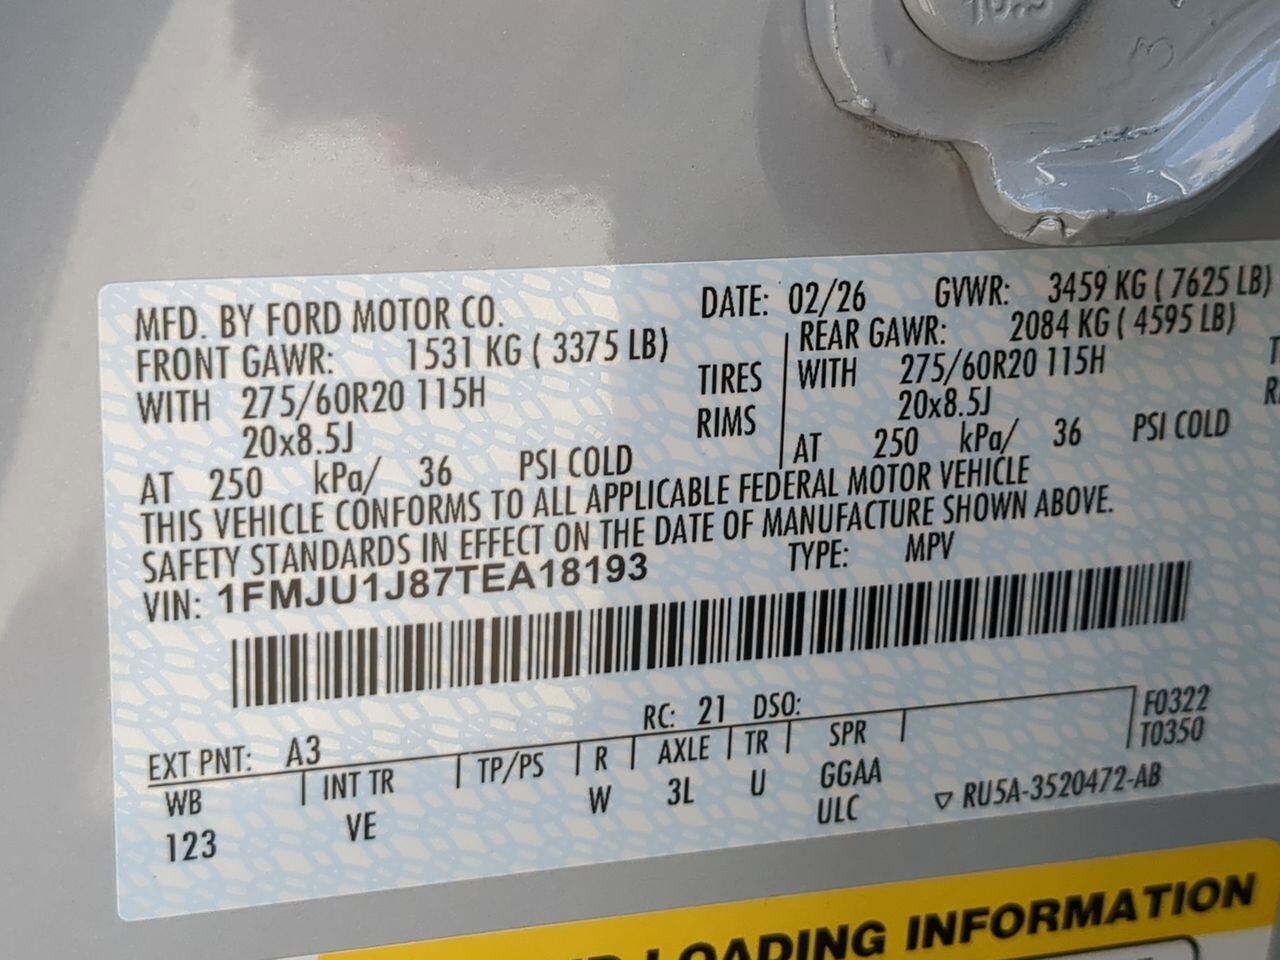 10.9
3
MFD. BY FORD MOTOR CO. DATE: 02/26 GVWR: 3459 KG ( 7625 LB)
FRONT GAWR: 1531 KG ( 3375 LB) REAR GAWR: 2084 KG ( 4595 LB)
WITH 275/60R20 115H TIRES WITH 275/60R20 115H
20x8.5J RIMS 20x8.5J
AT 250 kPa/ 36 PSI COLD AT 250 kPa/ 36 PSI COLD
THIS VEHICLE CONFORMS TO ALL APPLICABLE FEDERAL MOTOR VEHICLE
SAFETY STANDARDS IN EFFECT ON THE DATE OF MANUFACTURE SHOWN ABOVE.
VIN: 1FMJU1J87TEA18193 TYPE: MPV
RC: 21 DSO: F0322
EXT PNT: A3 T0350
WB INT TR TP/PS R AXLE TR SPR
123 VE W 3L U GGAA
ULC ▽ RU5A-3520472-AB
LOADING INFORMATION